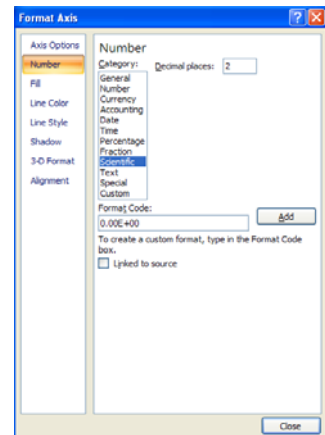 Format Axis
Axis Options
Number
Fill
Line Color
Line Style
Shadow
3-D Format
Alignment
Number
Category:
Decimal places: 2
General
Number
Currency
Accounting
Date
Time
Percentage
Fraction
Scientific
Text
Special
Custom
Format Code:
0.00E+00
Add
To create a custom format, type in the Format Code
box.
Linked to source
Close